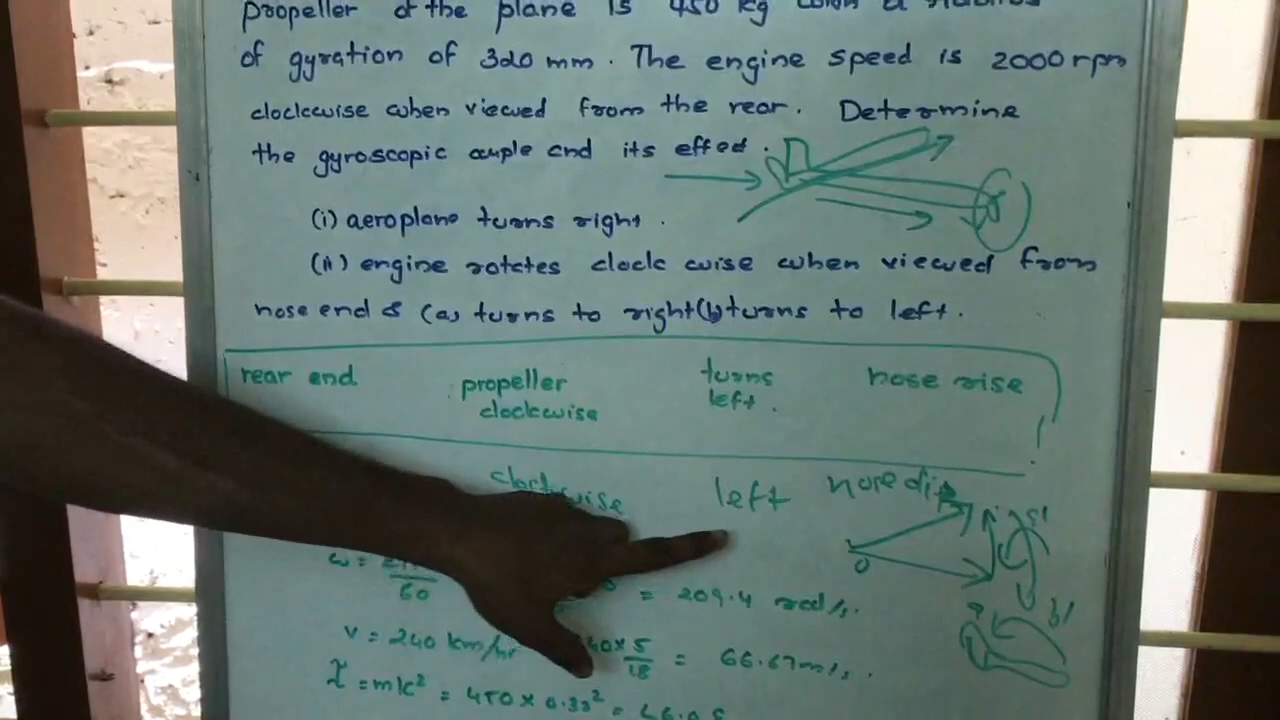 propeller of the plane is 450 kg with a
of gyration of 320 mm. The engine speed is 2000 rpm
clockwise when viewed from the rear. Determine
the gyroscopic couple and its effect.
(i) aeroplane turns right.
(ii) engine rotates clock wise when viewed from
nose end & (a) turns to right (b) turns to left.
rear end propeller clockwise turns left. nose rise
clockwise left nose dip
ω = 60 = 209.4 rad/s.
v = 240 km/hr 40 × 5/18 = 66.67 m/s.
I = mk² = 450 ×